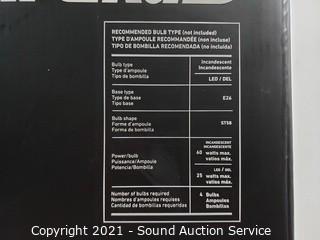 RECOMMENDED BULB TYPE (not included)
TYPE D'AMPOULE RECOMMANDÉE (non incluse)
TIPO DE BOMBILLA RECOMENDADA (no incluida)
Bulb type
Type d'ampoule
Tipo de bombilla
Incandescent
Incandescente
LED / DEL
Base type
Type de base
Tipo base
E26
Bulb shape
Forme d'ampoule
Forma de bombilla
ST58
Power/bulb
Puissance/Ampoule
Potencia/Bombilla
INCANDESCENT
INCANDESCENTE
60 watts max.
vatios máx.
LED / DEL
25 watts max.
vatios máx.
Number of bulbs required
Nombres d'ampoules requises
Cantidad de bombillas requeridas
4 Bulbs
Ampoules
Bombillas
Copyright 2021 - Sound Auction Service